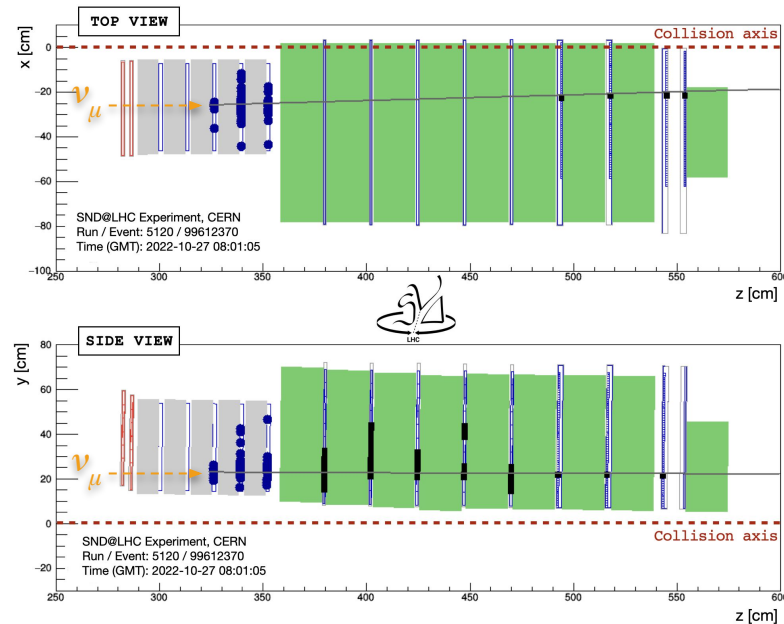 TOP VIEW
Collision axis
x [cm]
0
−20
−40
−60
−80
−100
ν_μ
SND@LHC Experiment, CERN
Run / Event: 5120 / 99612370
Time (GMT): 2022-10-27 08:01:05
250 300 350 400 450 500 550 600
z [cm]
LHC
SIDE VIEW
y [cm]
80
60
40
20
0
−20
ν_μ
Collision axis
SND@LHC Experiment, CERN
Run / Event: 5120 / 99612370
Time (GMT): 2022-10-27 08:01:05
250 300 350 400 450 500 550 600
z [cm]